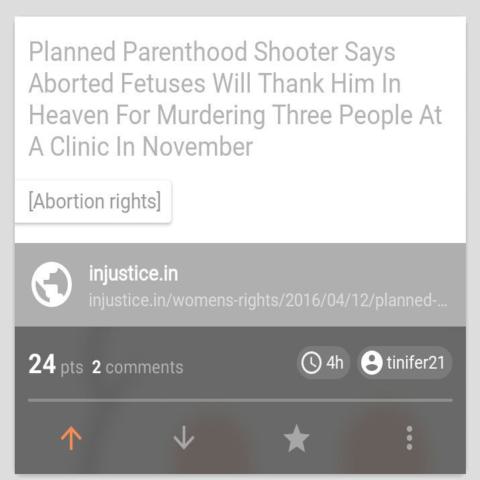 Planned Parenthood Shooter Says
Aborted Fetuses Will Thank Him In
Heaven For Murdering Three People At
A Clinic In November
[Abortion rights]
injustice.in
injustice.in/womens-rights/2016/04/12/planned-...
24 pts 2 comments 4h tinifer21